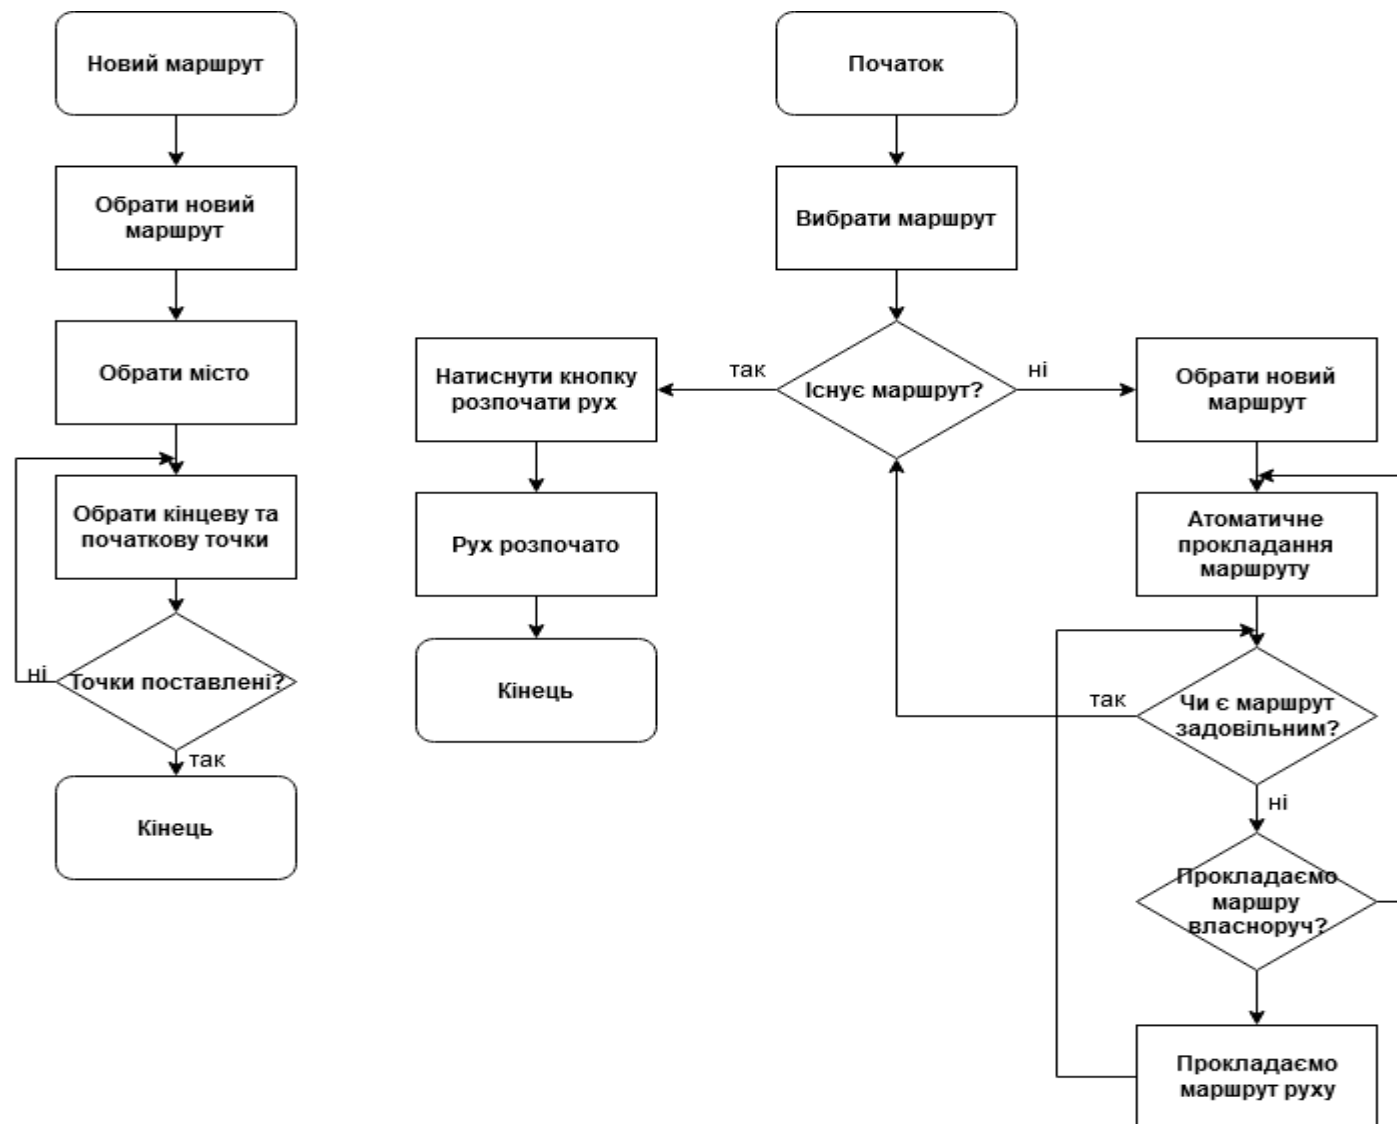 Новий маршрут
Обрати новий
маршрут
Обрати місто
Обрати кінцеву та
початкову точки
ні
Точки поставлені?
так
Кінець
Початок
Вибрати маршрут
Існує маршрут?
так
ні
Натиснути кнопку
розпочати рух
Рух розпочато
Кінець
Обрати новий
маршрут
Атоматичне
прокладання
маршруту
Чи є маршрут
задовільним?
так
ні
Прокладаємо
маршру
власноруч?
Прокладаємо
маршрут руху